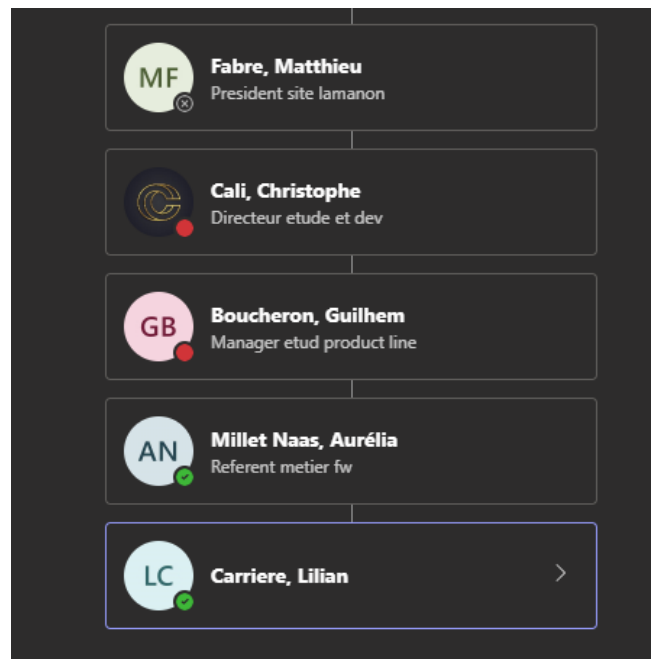 MF
Fabre, Matthieu
President site lamanon
Cali, Christophe
Directeur etude et dev
GB
Boucheron, Guilhem
Manager etud product line
AN
Millet Naas, Aurélia
Referent metier fw
LC
Carriere, Lilian